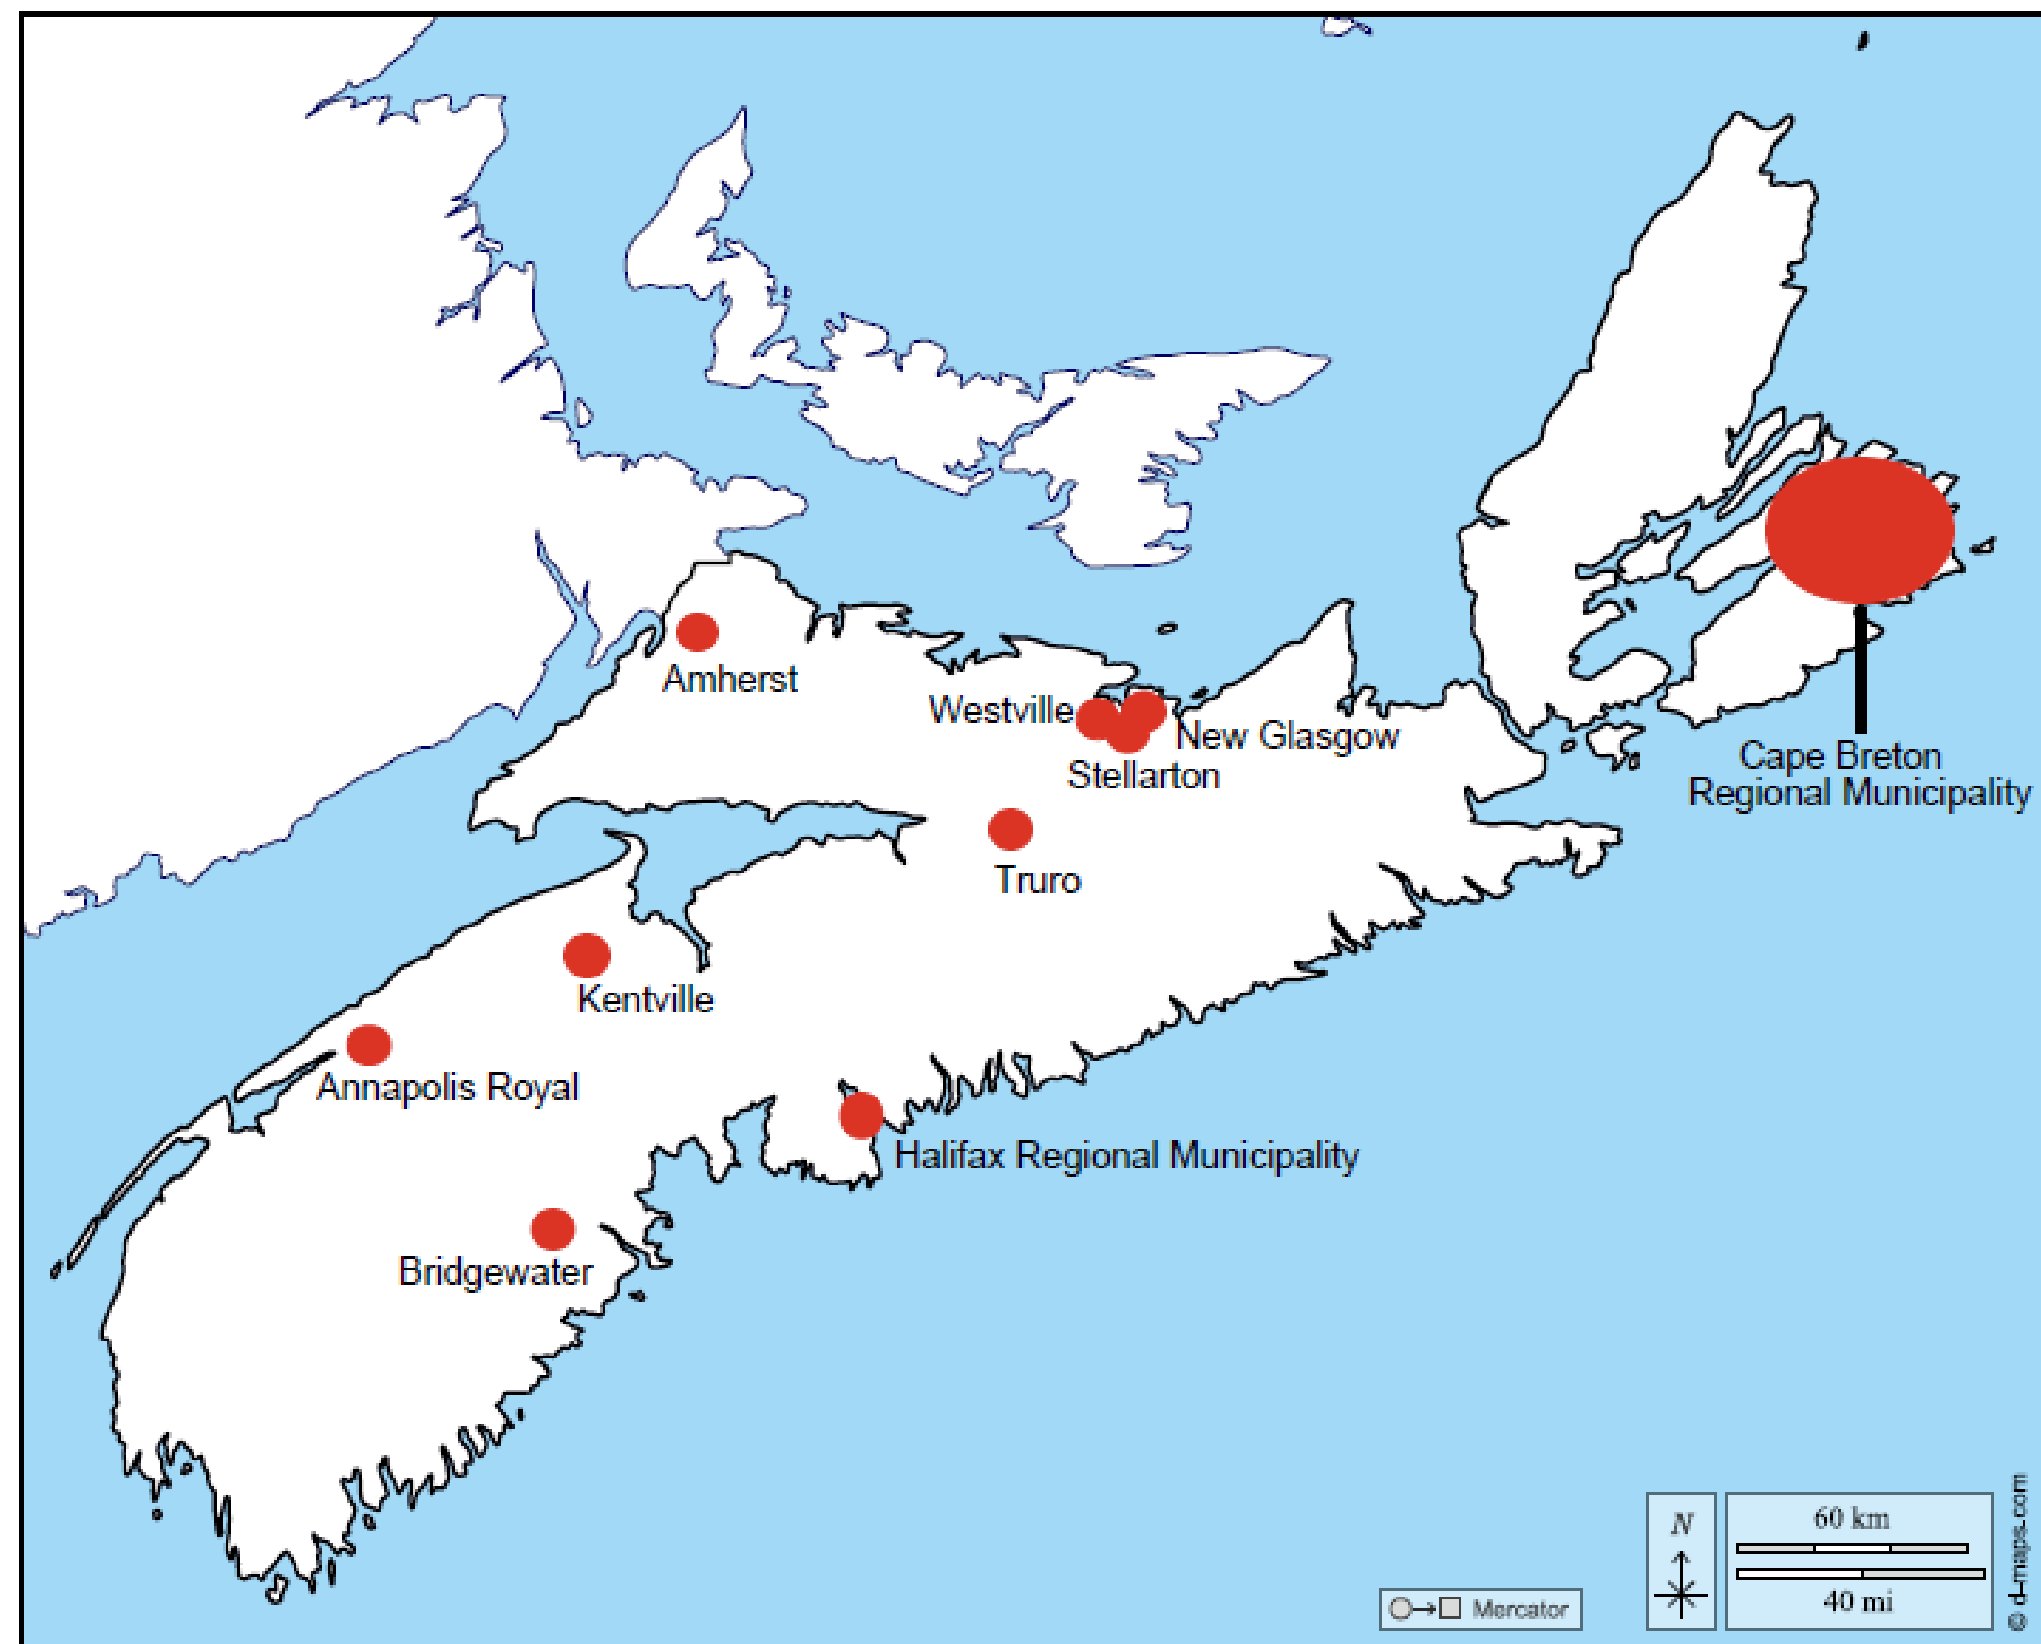 Amherst
Westville
New Glasgow
Stellarton
Cape Breton
Regional Municipality
Truro
Kentville
Annapolis Royal
Halifax Regional Municipality
Bridgewater
N
60 km
40 mi
Mercator
© d-maps.com